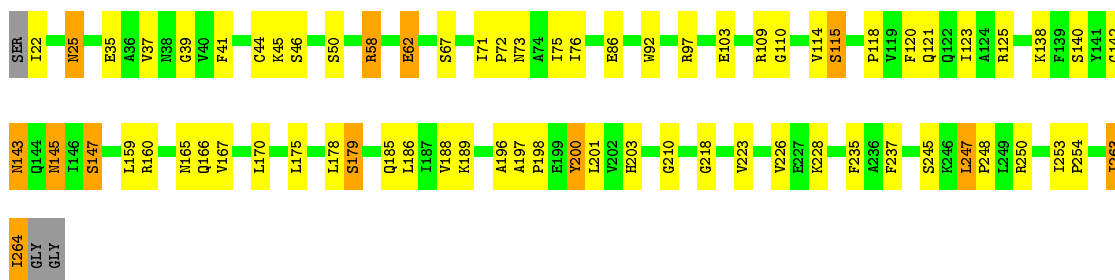 SER I22 N25 E35 A36 V37 N38 G39 V40 F41 C44 K45 S46 S50 R58 E62 S67 I71 P72 N73 A74 I75 I76 E86 W92 R97 E103 R109 G110 V114 S115 P118 V119 F120 Q121 Q122 I123 A124 R125 K138 F139 S140 Y141
N143 Q144 N145 I146 S147 L159 R160 N165 Q166 V167 L170 L175 L178 S179 Q185 L186 I187 V188 K189 A196 A197 P198 E199 Y200 L201 V202 H203 G210 G218 V223 V226 E227 K228 F235 A236 F237 S245 K246 L247 P248 L249 R250 I253 P254
I264 GLY GLY